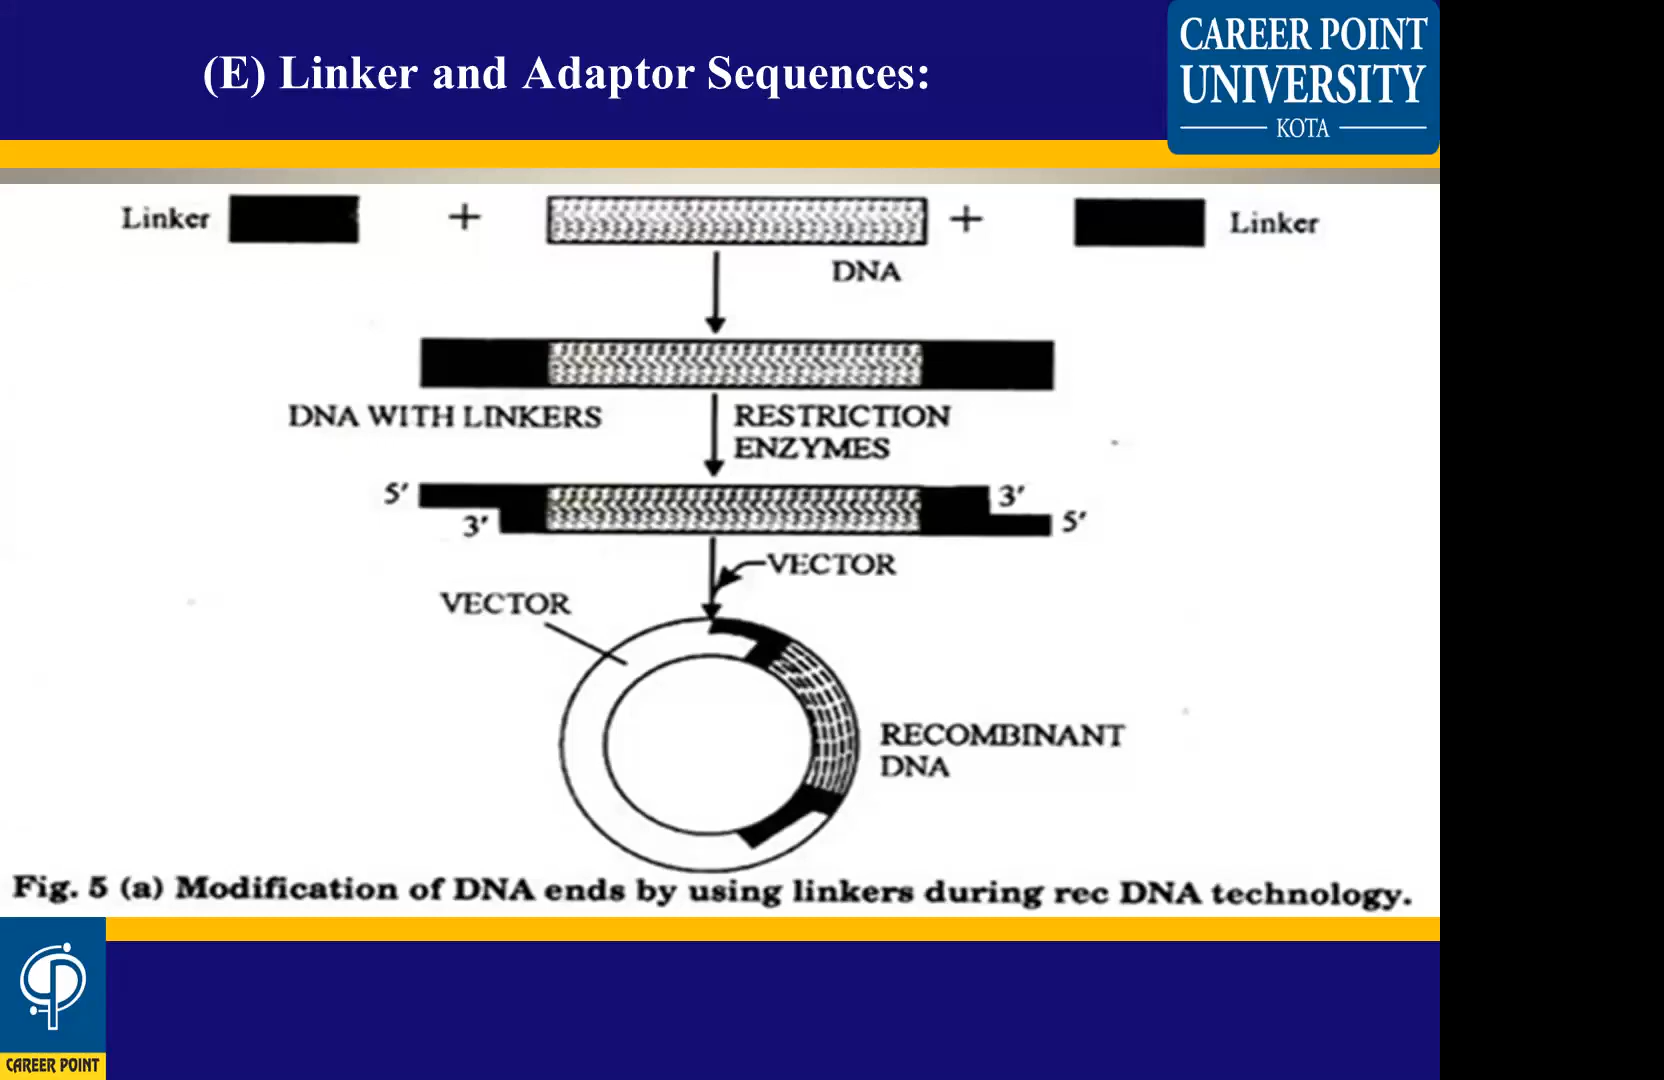 (E) Linker and Adaptor Sequences:
CAREER POINT
UNIVERSITY
KOTA
Linker + + Linker
DNA
DNA WITH LINKERS
RESTRICTION
ENZYMES
5′ 3′
3′ 5′
VECTOR
VECTOR
RECOMBINANT
DNA
Fig. 5 (a) Modification of DNA ends by using linkers during rec DNA technology.
CAREER POINT